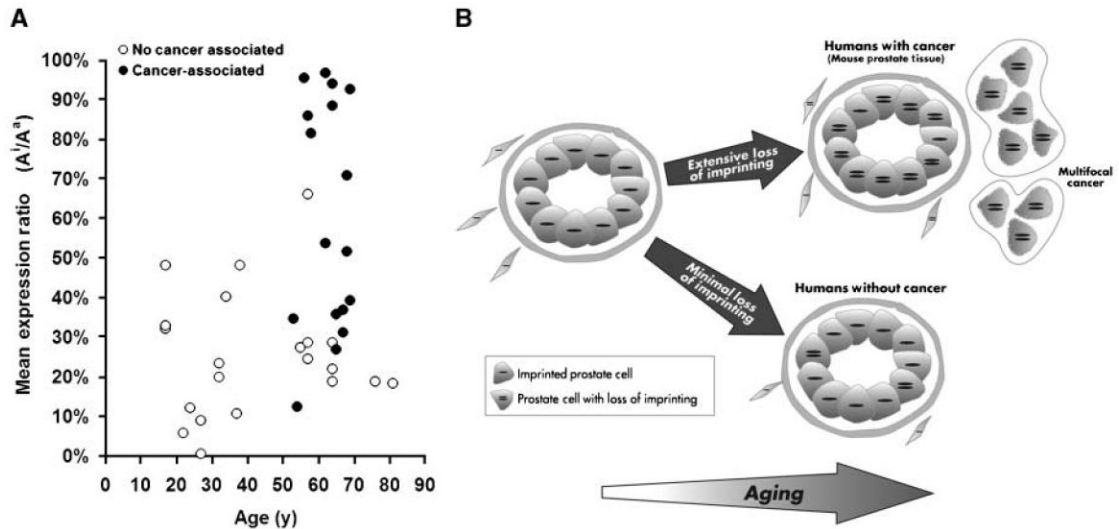 A
No cancer associated
Cancer-associated
100%
90%
80%
70%
60%
50%
40%
30%
20%
10%
0%
Mean expression ratio (Aⁱ/Aᵃ)
0 10 20 30 40 50 60 70 80 90
Age (y)
B
Humans with cancer
(Mouse prostate tissue)
Extensive loss
of imprinting
Multifocal
cancer
Minimal loss
of imprinting
Humans without cancer
Imprinted prostate cell
Prostate cell with loss of imprinting
Aging